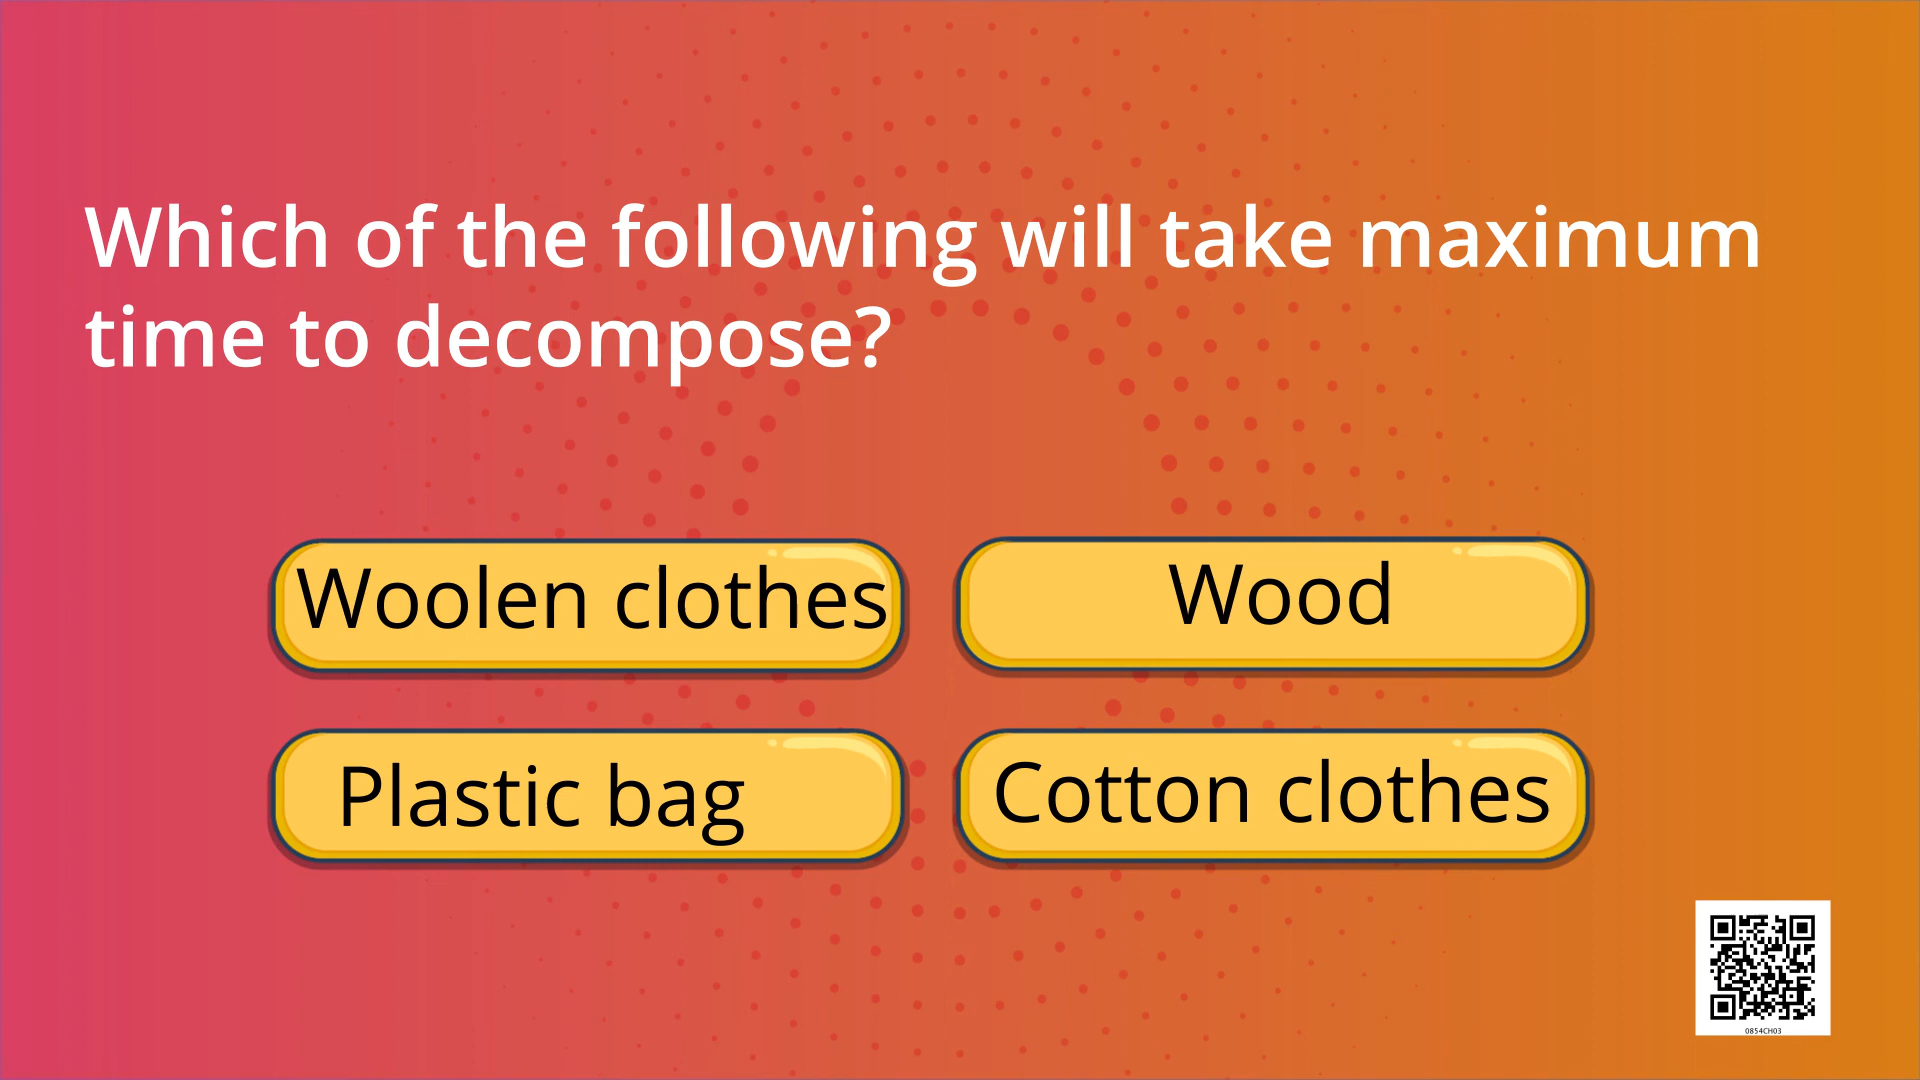 Which of the following will take maximum
time to decompose?
Woolen clothes
Wood
Plastic bag
Cotton clothes
0854CH03